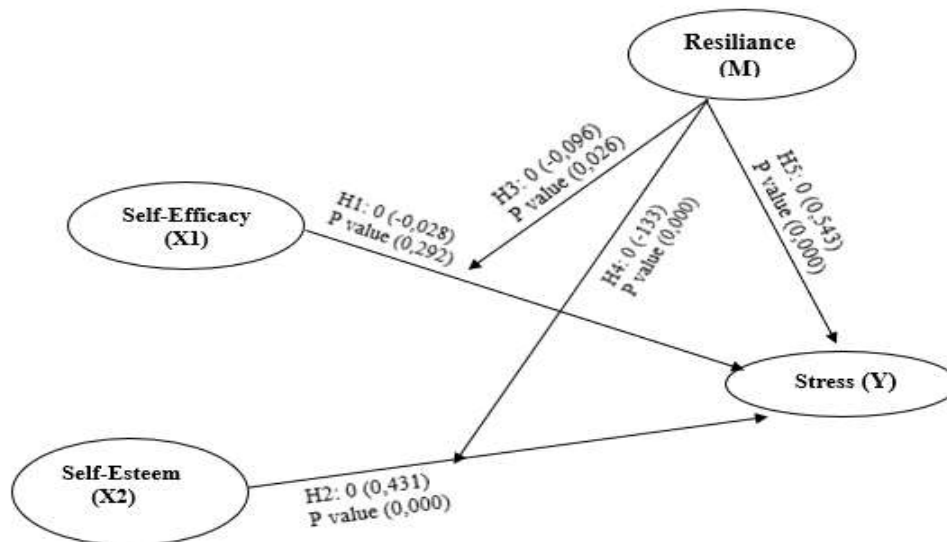 Resiliance
(M)
H3: 0 (-0,096)
P value (0,026)
H5: 0 (0,543)
P value (0,000)
Self-Efficacy
(X1)
H1: 0 (-0,028)
P value (0,292)
H4: 0 (-133)
P value (0,000)
Stress (Y)
Self-Esteem
(X2)
H2: 0 (0,431)
P value (0,000)